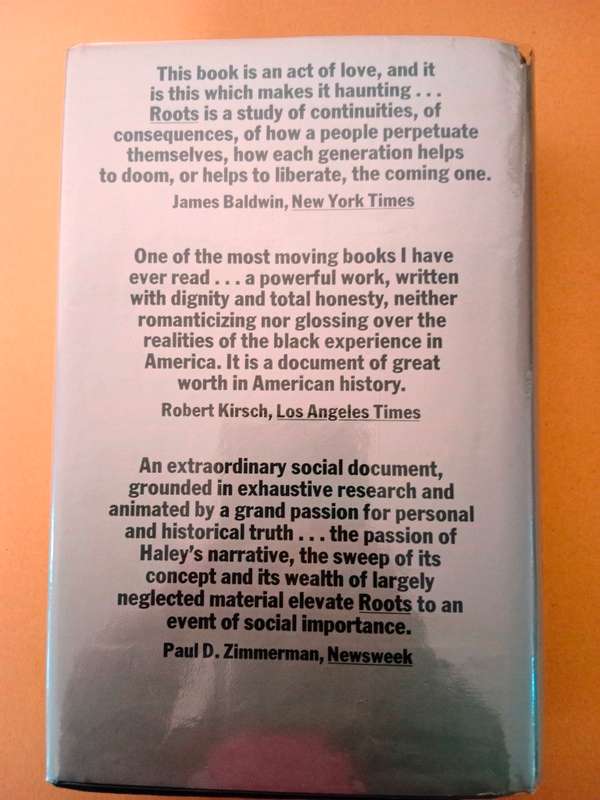 This book is an act of love, and it
is this which makes it haunting . . .
Roots is a study of continuities, of
consequences, of how a people perpetuate
themselves, how each generation helps
to doom, or helps to liberate, the coming one.
James Baldwin, New York Times
One of the most moving books I have
ever read . . . a powerful work, written
with dignity and total honesty, neither
romanticizing nor glossing over the
realities of the black experience in
America. It is a document of great
worth in American history.
Robert Kirsch, Los Angeles Times
An extraordinary social document,
grounded in exhaustive research and
animated by a grand passion for personal
and historical truth . . . the passion of
Haley's narrative, the sweep of its
concept and its wealth of largely
neglected material elevate Roots to an
event of social importance.
Paul D. Zimmerman, Newsweek